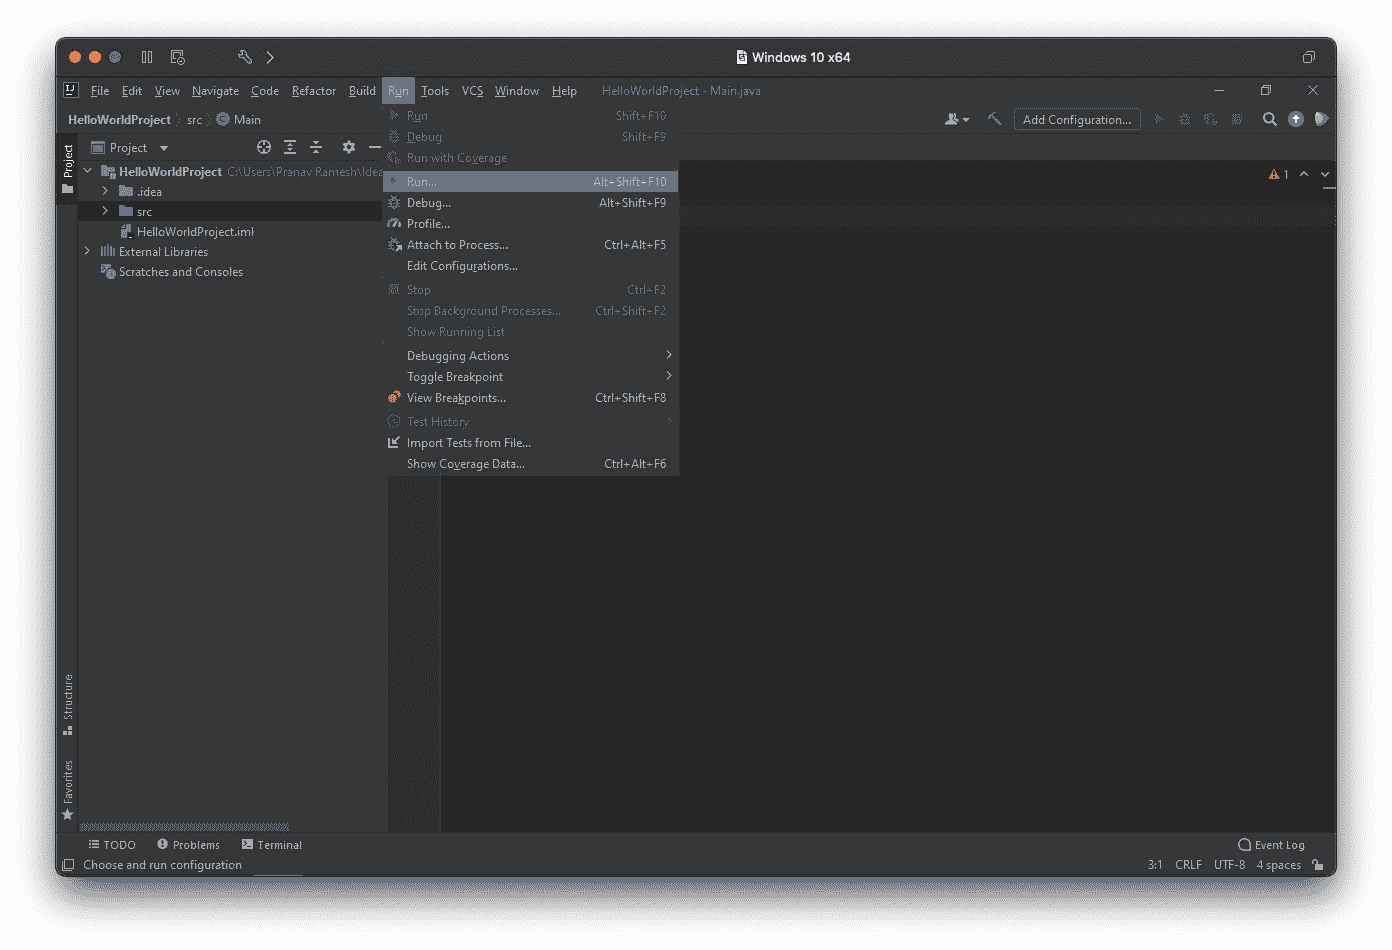 Windows 10 x64
IJ File Edit View Navigate Code Refactor Build Run Tools VCS Window Help HelloWorldProject - Main.java
HelloWorldProject src C Main Add Configuration...
Project
Project
HelloWorldProject C:\Users\Pranav Ramesh\Idea
.idea
src
HelloWorldProject.iml
External Libraries
Scratches and Consoles
Run Shift+F10
Debug Shift+F9
Run with Coverage
Run... Alt+Shift+F10
Debug... Alt+Shift+F9
Profile...
Attach to Process... Ctrl+Alt+F5
Edit Configurations...
Stop Ctrl+F2
Stop Background Processes... Ctrl+Shift+F2
Show Running List
Debugging Actions
Toggle Breakpoint
View Breakpoints... Ctrl+Shift+F8
Test History
Import Tests from File...
Show Coverage Data... Ctrl+Alt+F6
1
Structure
Favorites
TODO Problems Terminal Event Log
Choose and run configuration 3:1 CRLF UTF-8 4 spaces